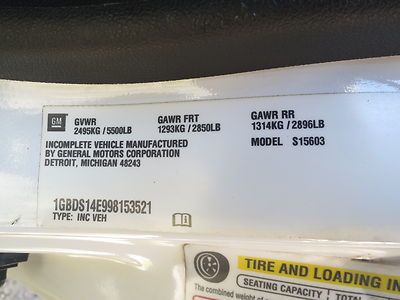 GM
GVWR GAWR FRT GAWR RR
2495KG / 5500LB 1293KG / 2850LB 1314KG / 2896LB
INCOMPLETE VEHICLE MANUFACTURED MODEL S15603
BY GENERAL MOTORS CORPORATION
DETROIT, MICHIGAN 48243
1GBDS14E998153521
TYPE: INC VEH
TIRE AND LOADING IN
SEATING CAPACITY TOTAL
The combined weight of